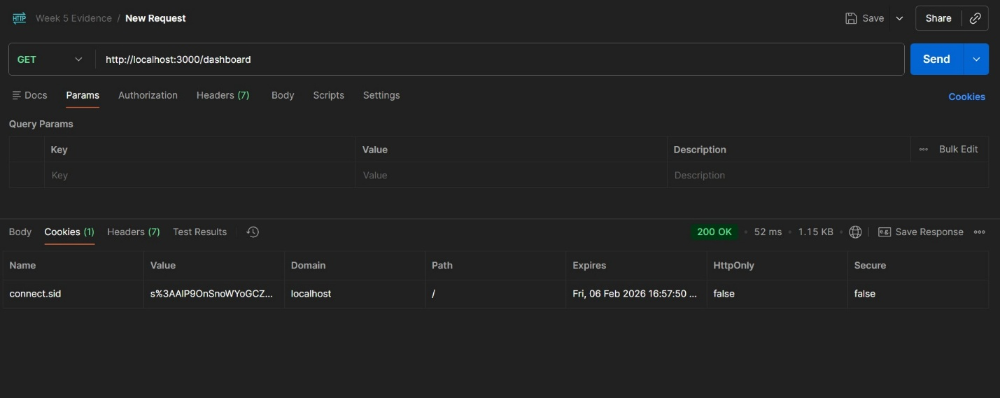 HTTP Week 5 Evidence / New Request Save Share
GET http://localhost:3000/dashboard Send
Docs Params Authorization Headers (7) Body Scripts Settings Cookies
Query Params
Key Value Description ••• Bulk Edit
Key Value Description
Body Cookies (1) Headers (7) Test Results 200 OK • 52 ms • 1.15 KB • e.g. Save Response •••
Name Value Domain Path Expires HttpOnly Secure
connect.sid s%3AAlP9OnSnoWYoGCZ... localhost / Fri, 06 Feb 2026 16:57:50 ... false false